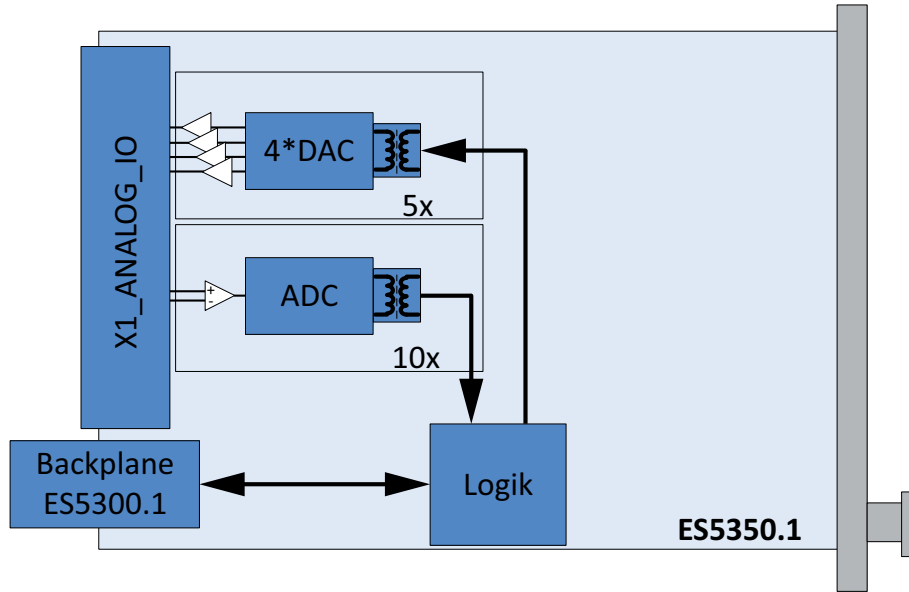 X1_ANALOG_IO
4*DAC
5x
+
-
ADC
10x
Backplane
ES5300.1
Logik
ES5350.1